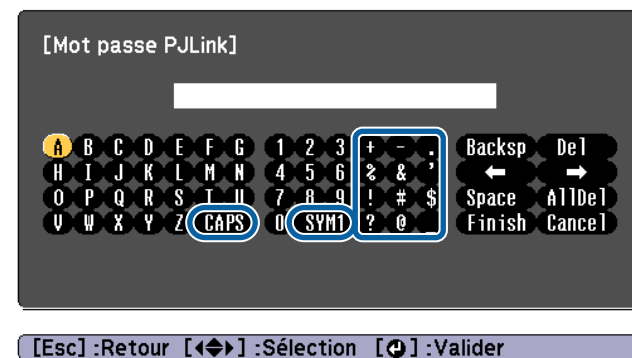 [Mot passe PJLink]
A B C D E F G 1 2 3 + - . Backsp Del
H I J K L M N 4 5 6 % & ' ← →
O P Q R S T U 7 8 9 ! # $ Space AllDel
V W X Y Z CAPS 0 SYM1 ? @ _ Finish Cancel
[Esc] :Retour [◀◆▶] :Sélection [↵] :Valider